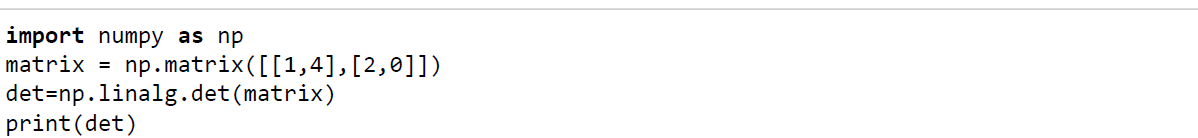 import numpy as np
matrix = np.matrix([[1,4],[2,0]])
det=np.linalg.det(matrix)
print(det)